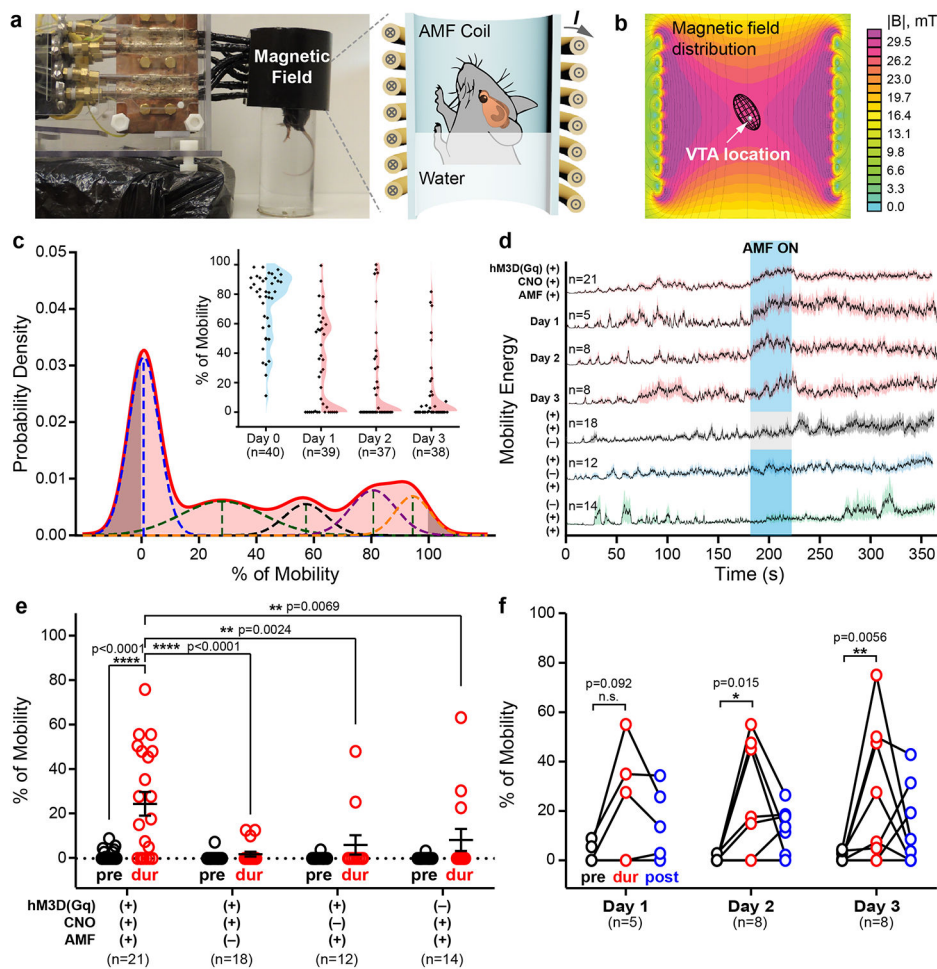 a
Magnetic
Field
AMF Coil
I
Water
b
Magnetic field
distribution
VTA location
|B|, mT
29.5
26.2
23.0
19.7
16.4
13.1
9.8
6.6
3.3
0.0
c
Probability Density
0.05
0.04
0.03
0.02
0.01
0.00
0 20 40 60 80 100
% of Mobility
% of Mobility
100
80
60
40
20
0
Day 0 Day 1 Day 2 Day 3
(n=40) (n=39) (n=37) (n=38)
d
AMF ON
Mobility Energy
hM3D(Gq) (+)
CNO (+)
AMF (+)
n=21
Day 1 n=5
Day 2 n=8
Day 3 n=8
(+)
(+)
(–)
n=18
(+)
(–)
(+)
n=12
(–)
(+)
(+)
n=14
0 50 100 150 200 250 300 350
Time (s)
e
% of Mobility
100
80
60
40
20
0
** p=0.0069
** p=0.0024
p<0.0001
****
**** p<0.0001
pre dur pre dur pre dur pre dur
hM3D(Gq) (+) (+) (+) (–)
CNO (+) (+) (–) (+)
AMF (+) (–) (+) (+)
(n=21) (n=18) (n=12) (n=14)
f
% of Mobility
100
80
60
40
20
0
p=0.092
n.s.
p=0.015
*
p=0.0056
**
pre dur post
Day 1 Day 2 Day 3
(n=5) (n=8) (n=8)